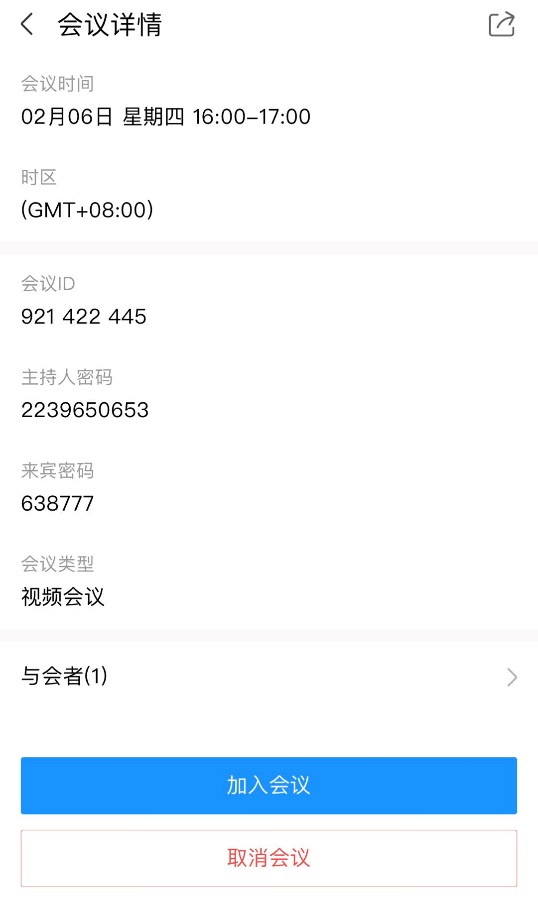 会议详情
会议时间
02月06日 星期四 16:00–17:00
时区
(GMT+08:00)
会议ID
921 422 445
主持人密码
2239650653
来宾密码
638777
会议类型
视频会议
与会者(1)
加入会议
取消会议